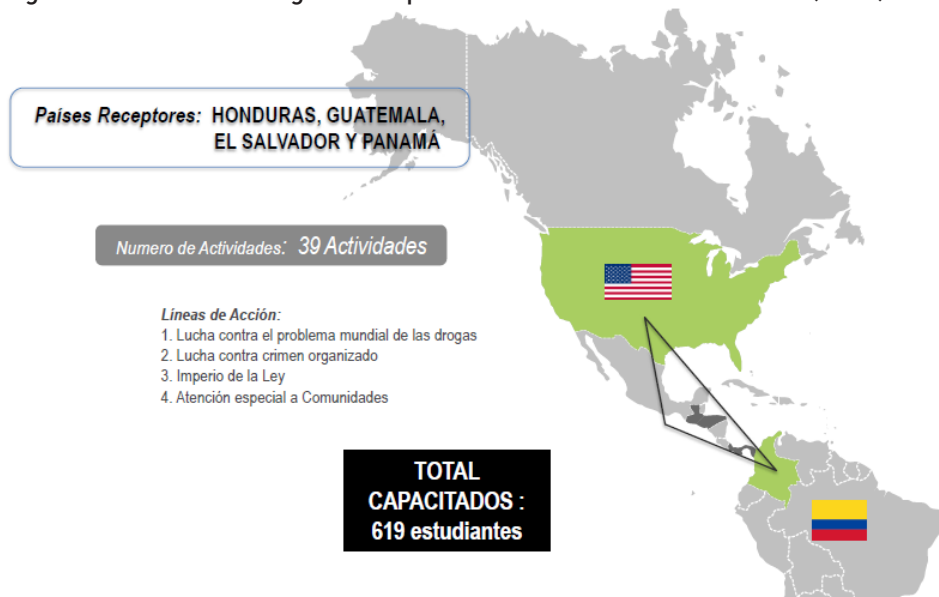 Países Receptores: HONDURAS, GUATEMALA,
EL SALVADOR Y PANAMÁ
Numero de Actividades: 39 Actividades
Líneas de Acción:
1. Lucha contra el problema mundial de las drogas
2. Lucha contra crimen organizado
3. Imperio de la Ley
4. Atención especial a Comunidades
TOTAL
CAPACITADOS :
619 estudiantes